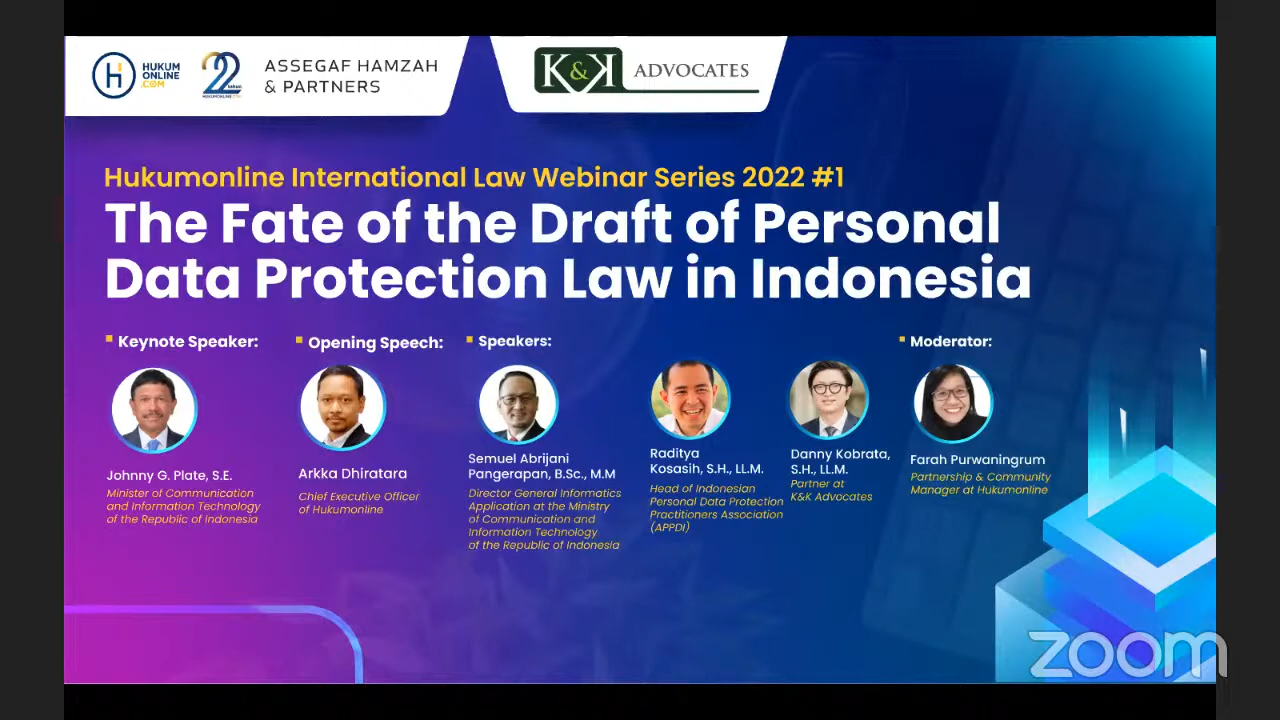 HUKUM
ONLINE
.COM
22
tahun
HUKUMONLINE.COM
ASSEGAF HAMZAH
& PARTNERS
K&K ADVOCATES
Hukumonline International Law Webinar Series 2022 #1
The Fate of the Draft of Personal
Data Protection Law in Indonesia
Keynote Speaker:
Johnny G. Plate, S.E.
Minister of Communication
and Information Technology
of the Republic of Indonesia
Opening Speech:
Arkka Dhiratara
Chief Executive Officer
of Hukumonline
Speakers:
Semuel Abrijani
Pangerapan, B.Sc., M.M
Director General Informatics
Application at the Ministry
of Communication and
Information Technology
of the Republic of Indonesia
Raditya
Kosasih, S.H., LL.M.
Head of Indonesian
Personal Data Protection
Practitioners Association
(APPDI)
Danny Kobrata,
S.H., LL.M.
Partner at
K&K Advocates
Moderator:
Farah Purwaningrum
Partnership & Community
Manager at Hukumonline
zoom